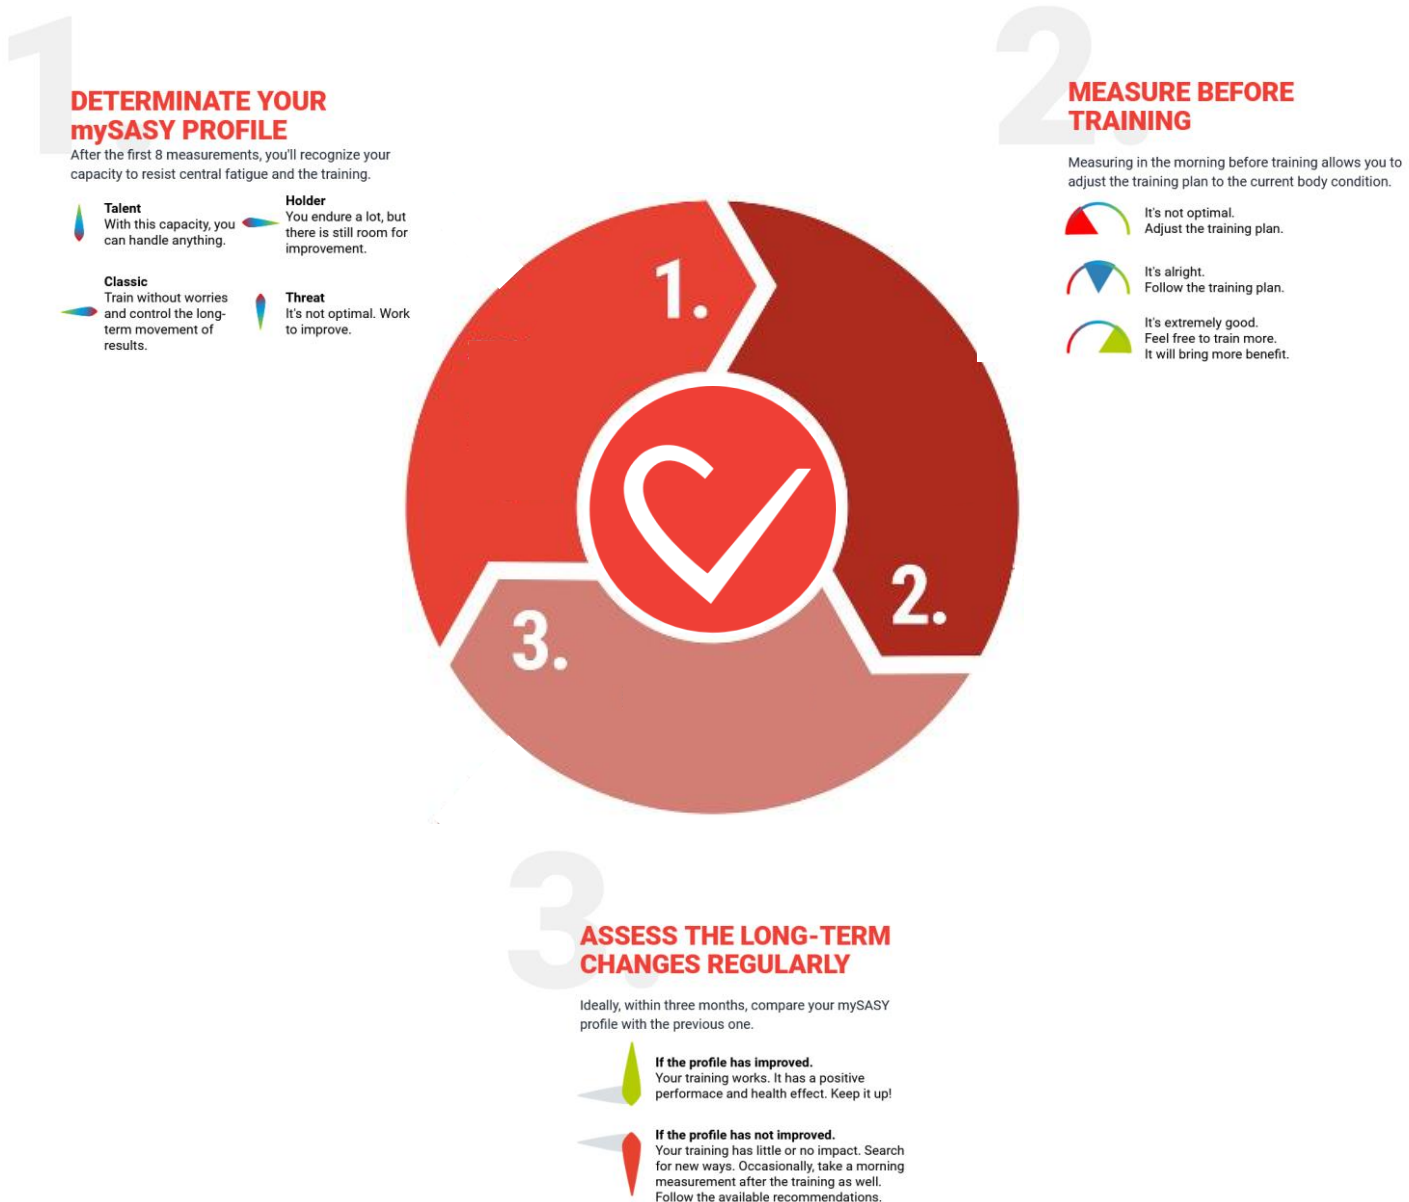 1.
DETERMINATE YOUR
mySASY PROFILE
After the first 8 measurements, you'll recognize your
capacity to resist central fatigue and the training.
Talent
With this capacity, you
can handle anything.
Holder
You endure a lot, but
there is still room for
improvement.
Classic
Train without worries
and control the long-
term movement of
results.
Threat
It's not optimal. Work
to improve.
2.
MEASURE BEFORE
TRAINING
Measuring in the morning before training allows you to
adjust the training plan to the current body condition.
It's not optimal.
Adjust the training plan.
It's alright.
Follow the training plan.
It's extremely good.
Feel free to train more.
It will bring more benefit.
1.
2.
3.
3.
ASSESS THE LONG-TERM
CHANGES REGULARLY
Ideally, within three months, compare your mySASY
profile with the previous one.
If the profile has improved.
Your training works. It has a positive
performace and health effect. Keep it up!
If the profile has not improved.
Your training has little or no impact. Search
for new ways. Occasionally, take a morning
measurement after the training as well.
Follow the available recommendations.